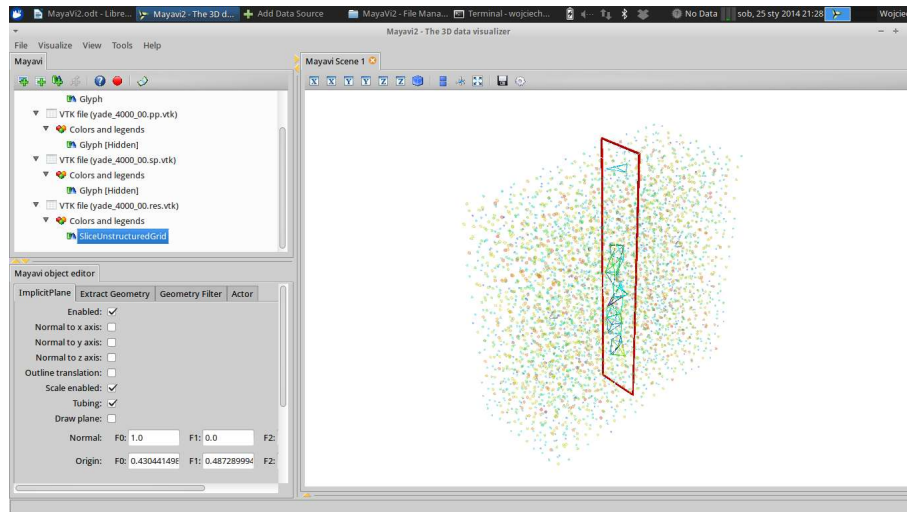 MayaVi2.odt - Libre... Mayavi2 - The 3D d... Add Data Source MayaVi2 - File Mana... Terminal - wojciech... No Data sob, 25 sty 2014 21:28 Wojcie
Mayavi2 - The 3D data visualizer
File Visualize View Tools Help
Mayavi
Mayavi Scene 1
X X Y Y Z Z
Glyph
VTK file (yade_4000_00.pp.vtk)
Colors and legends
Glyph [Hidden]
VTK file (yade_4000_00.sp.vtk)
Colors and legends
Glyph [Hidden]
VTK file (yade_4000_00.res.vtk)
Colors and legends
SliceUnstructuredGrid
Mayavi object editor
ImplicitPlane Extract Geometry Geometry Filter Actor
Enabled:
Normal to x axis:
Normal to y axis:
Normal to z axis:
Outline translation:
Scale enabled:
Tubing:
Draw plane:
Normal: F0: 1.0 F1: 0.0 F2:
Origin: F0: 0.43044149 F1: 0.48728999 F2: